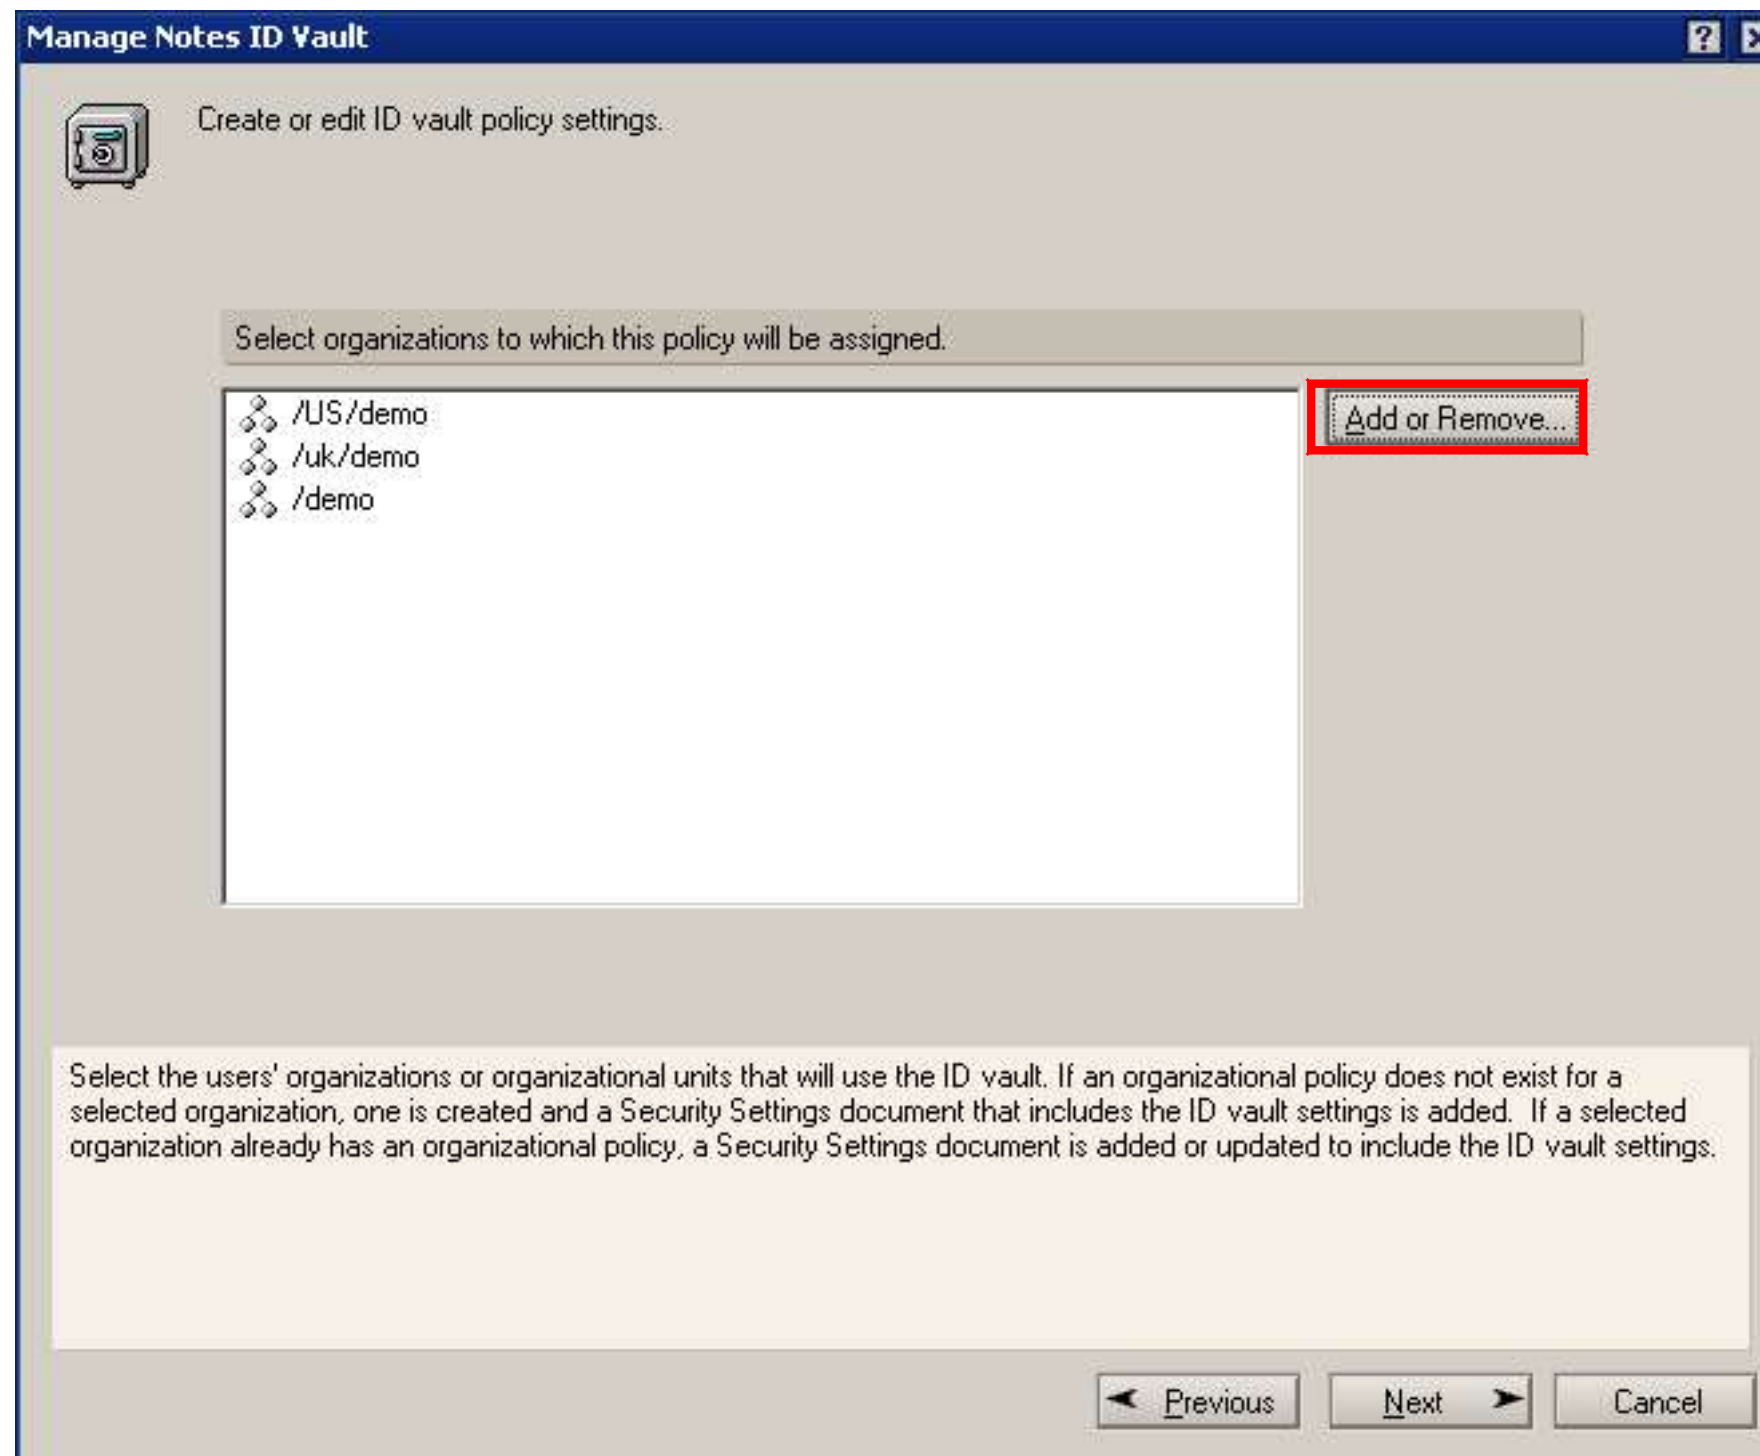 Manage Notes ID Vault
Create or edit ID vault policy settings.
Select organizations to which this policy will be assigned.
/US/demo
Add or Remove...
/uk/demo
/demo
Select the users' organizations or organizational units that will use the ID vault. If an organizational policy does not exist for a
selected organization, one is created and a Security Settings document that includes the ID vault settings is added. If a selected
organization already has an organizational policy, a Security Settings document is added or updated to include the ID vault settings.
Previous
Next
Cancel